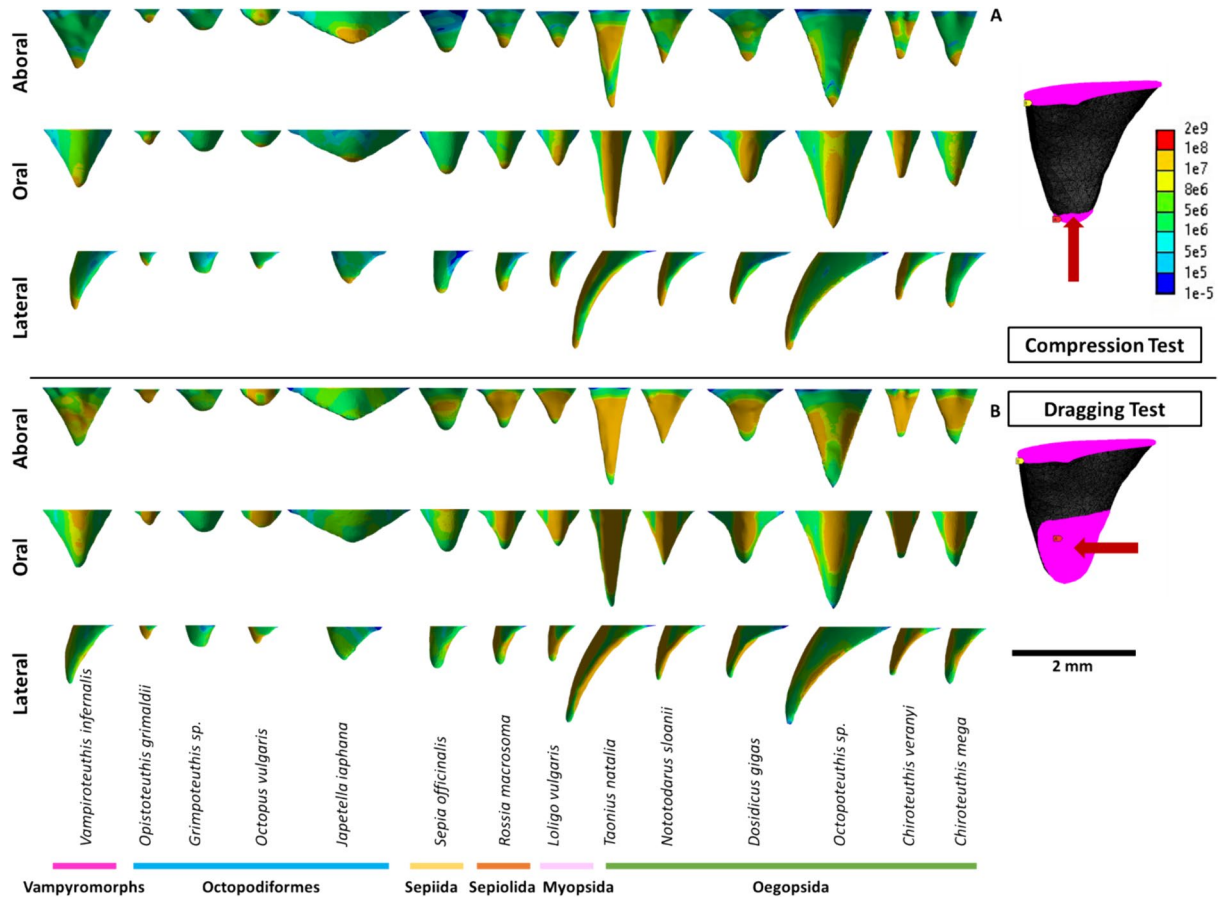 A
Aboral
Oral
Lateral
2e9
1e8
1e7
8e6
5e6
1e6
5e5
1e5
1e-5
Compression Test
B
Dragging Test
Aboral
Oral
Lateral
2 mm
Vampiroteuthis infernalis
Opistoteuthis grimaldii
Grimpoteuthis sp.
Octopus vulgaris
Japetella iaphana
Sepia officinalis
Rossia macrosoma
Loligo vulgaris
Taonius natalia
Nototodarus sloanii
Dosidicus gigas
Octopoteuthis sp.
Chiroteuthis veranyi
Chiroteuthis mega
Vampyromorphs
Octopodiformes
Sepiida
Sepiolida
Myopsida
Oegopsida